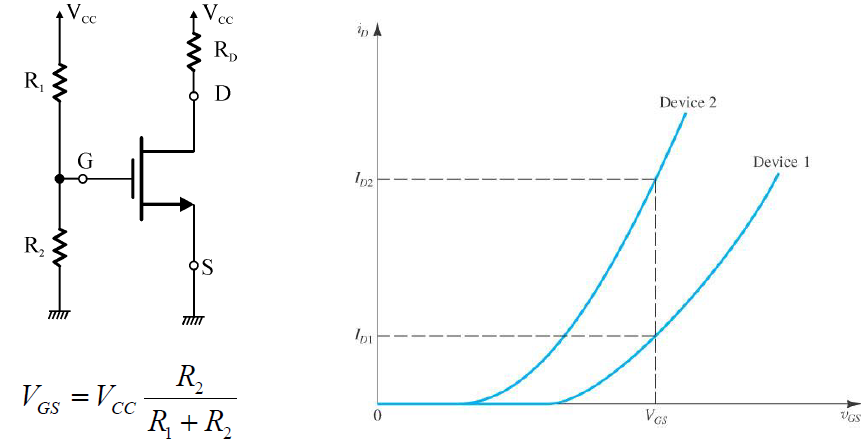 V_CC
V_CC
R_1
R_D
D
G
R_2
S
V_GS = V_CC R_2 / (R_1 + R_2)
i_D
Device 2
Device 1
I_D2
I_D1
0
V_GS
v_GS